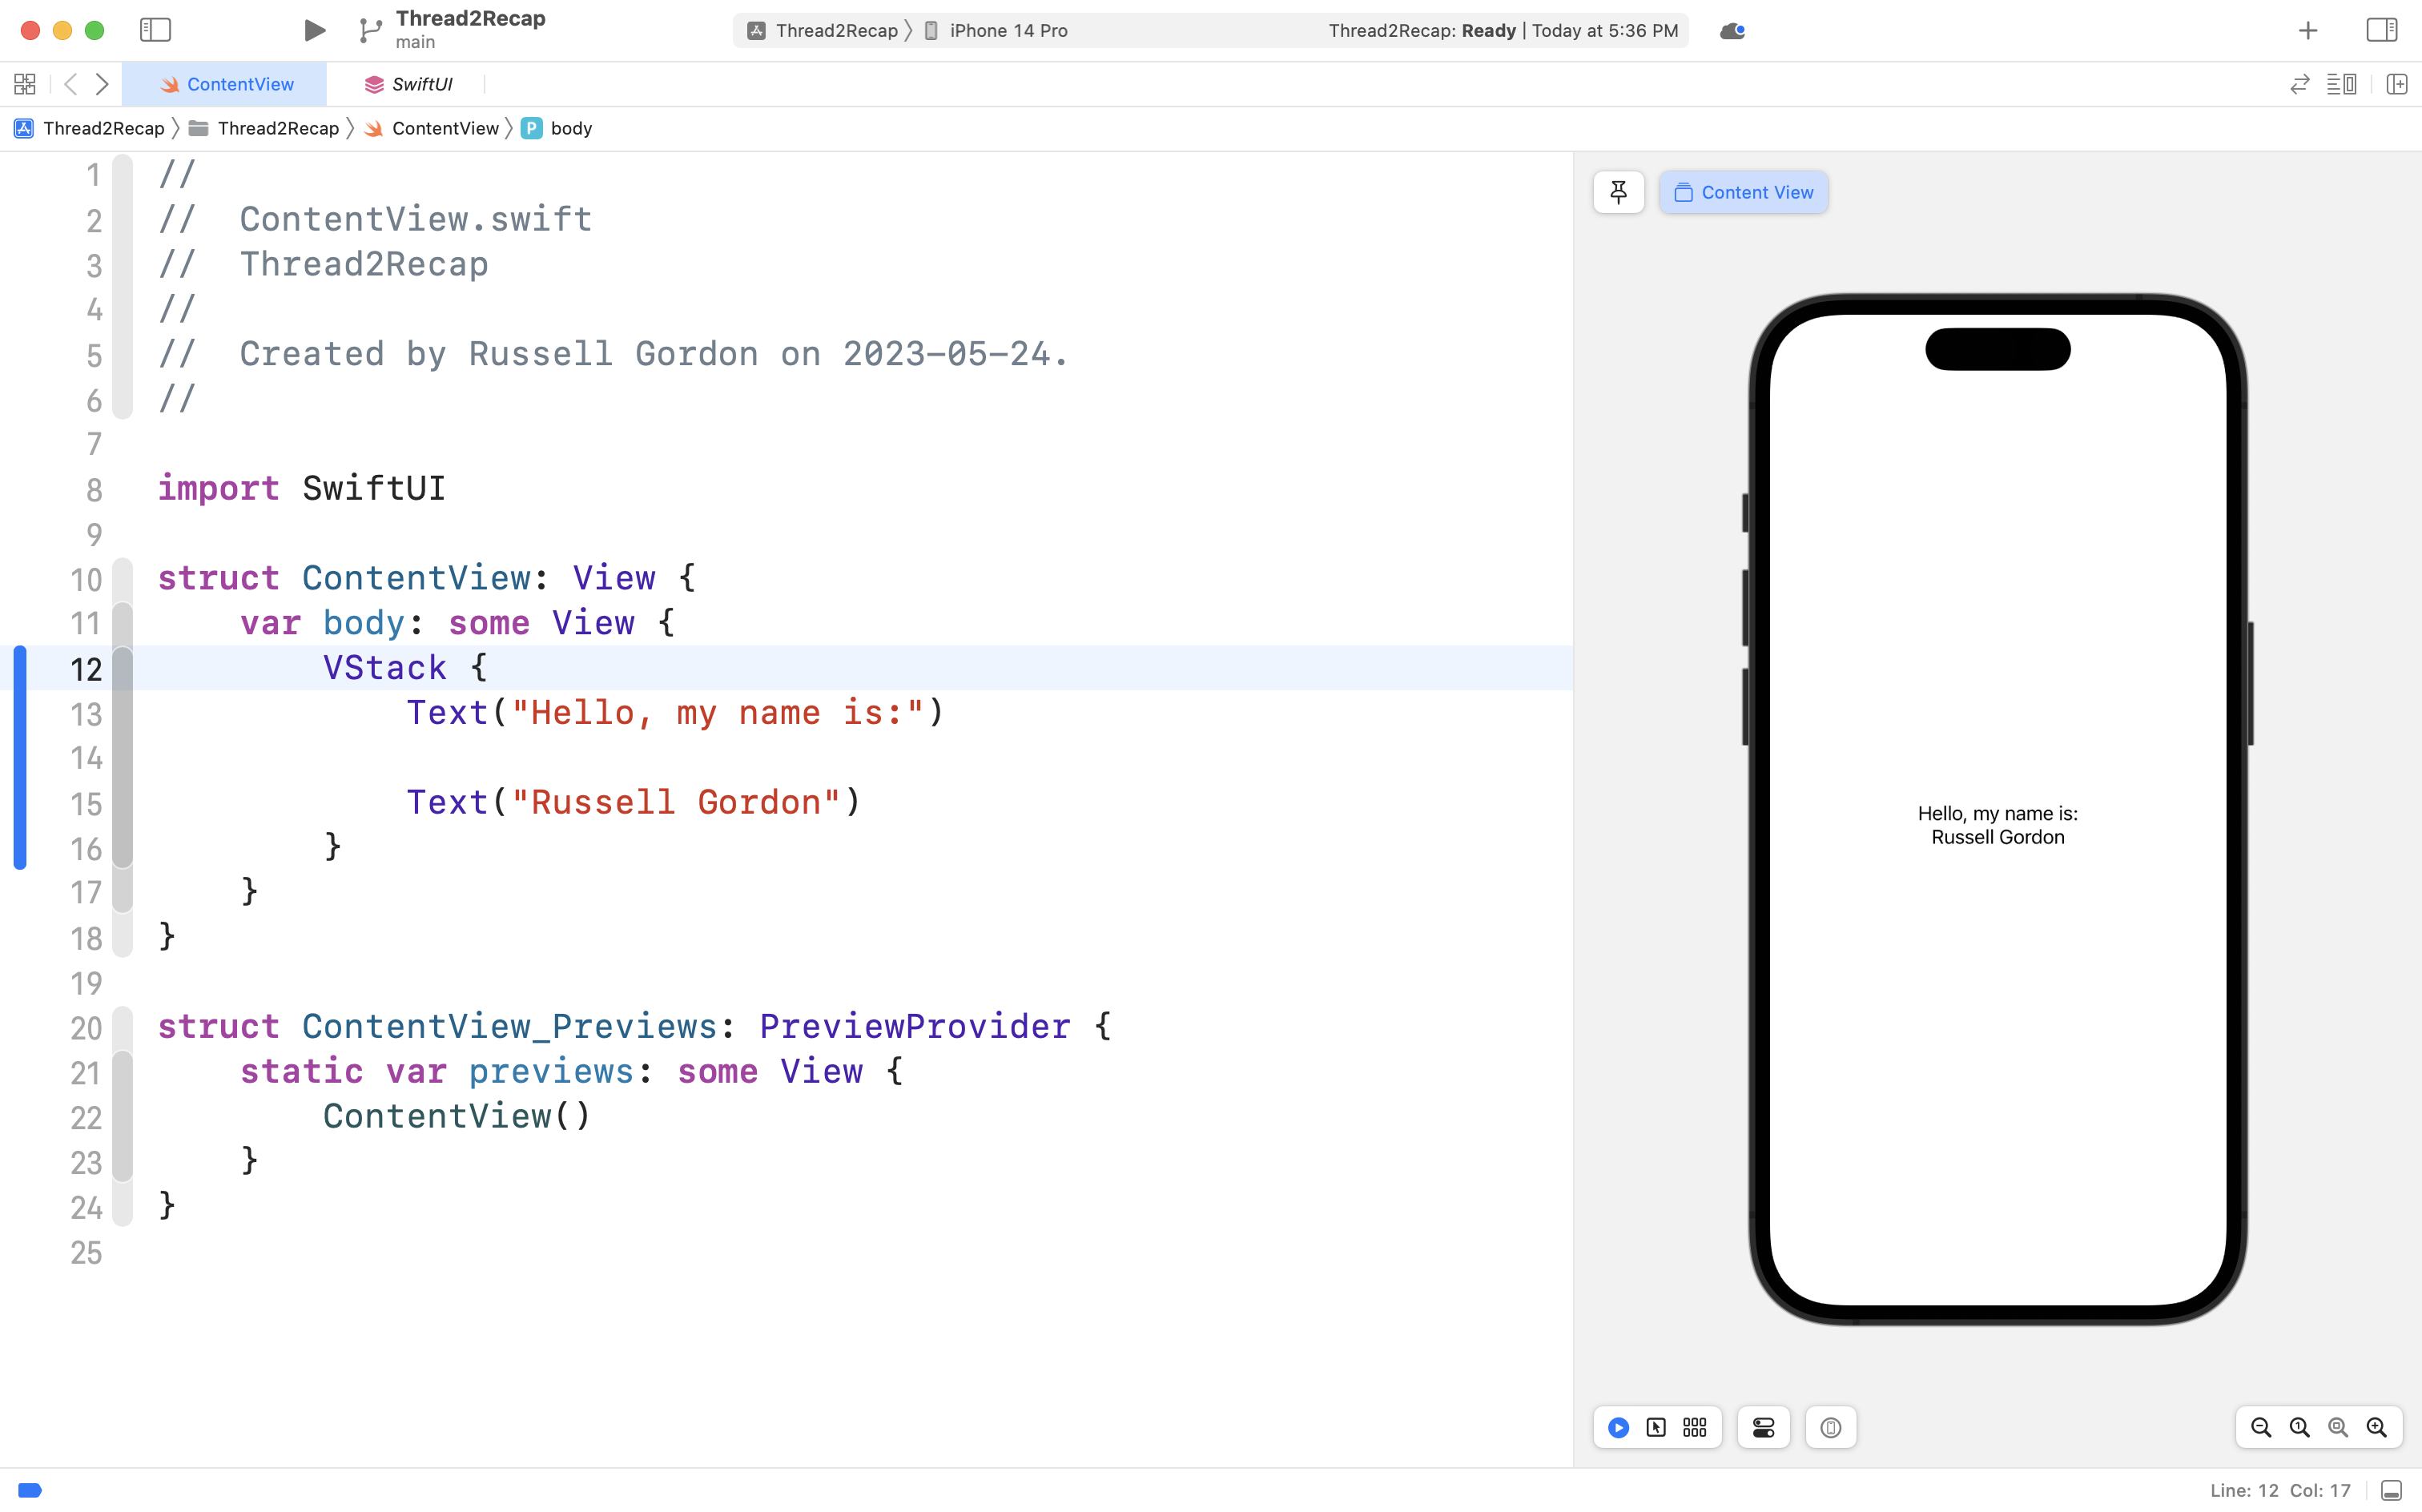 Thread2Recap
main
Thread2Recap
iPhone 14 Pro
Thread2Recap: Ready | Today at 5:36 PM
ContentView
SwiftUI
Thread2Recap
Thread2Recap
ContentView
P
body
1 //
2 //  ContentView.swift
3 //  Thread2Recap
4 //
5 //  Created by Russell Gordon on 2023-05-24.
6 //
7
8 import SwiftUI
9
10 struct ContentView: View {
11     var body: some View {
12         VStack {
13             Text("Hello, my name is:")
14
15             Text("Russell Gordon")
16         }
17     }
18 }
19
20 struct ContentView_Previews: PreviewProvider {
21     static var previews: some View {
22         ContentView()
23     }
24 }
25
Content View
Hello, my name is:
Russell Gordon
1
Line: 12 Col: 17